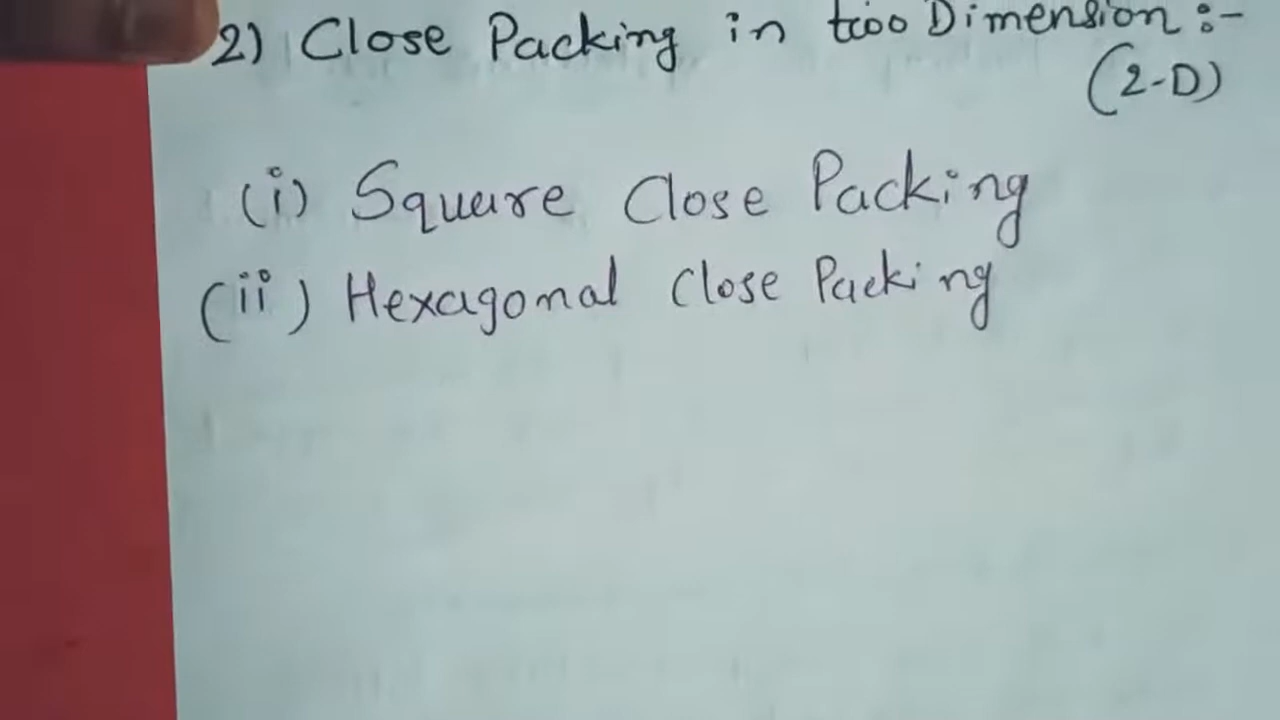 2) Close Packing in two Dimension :-
(2-D)
(i) Square Close Packing
(ii) Hexagonal Close Packing